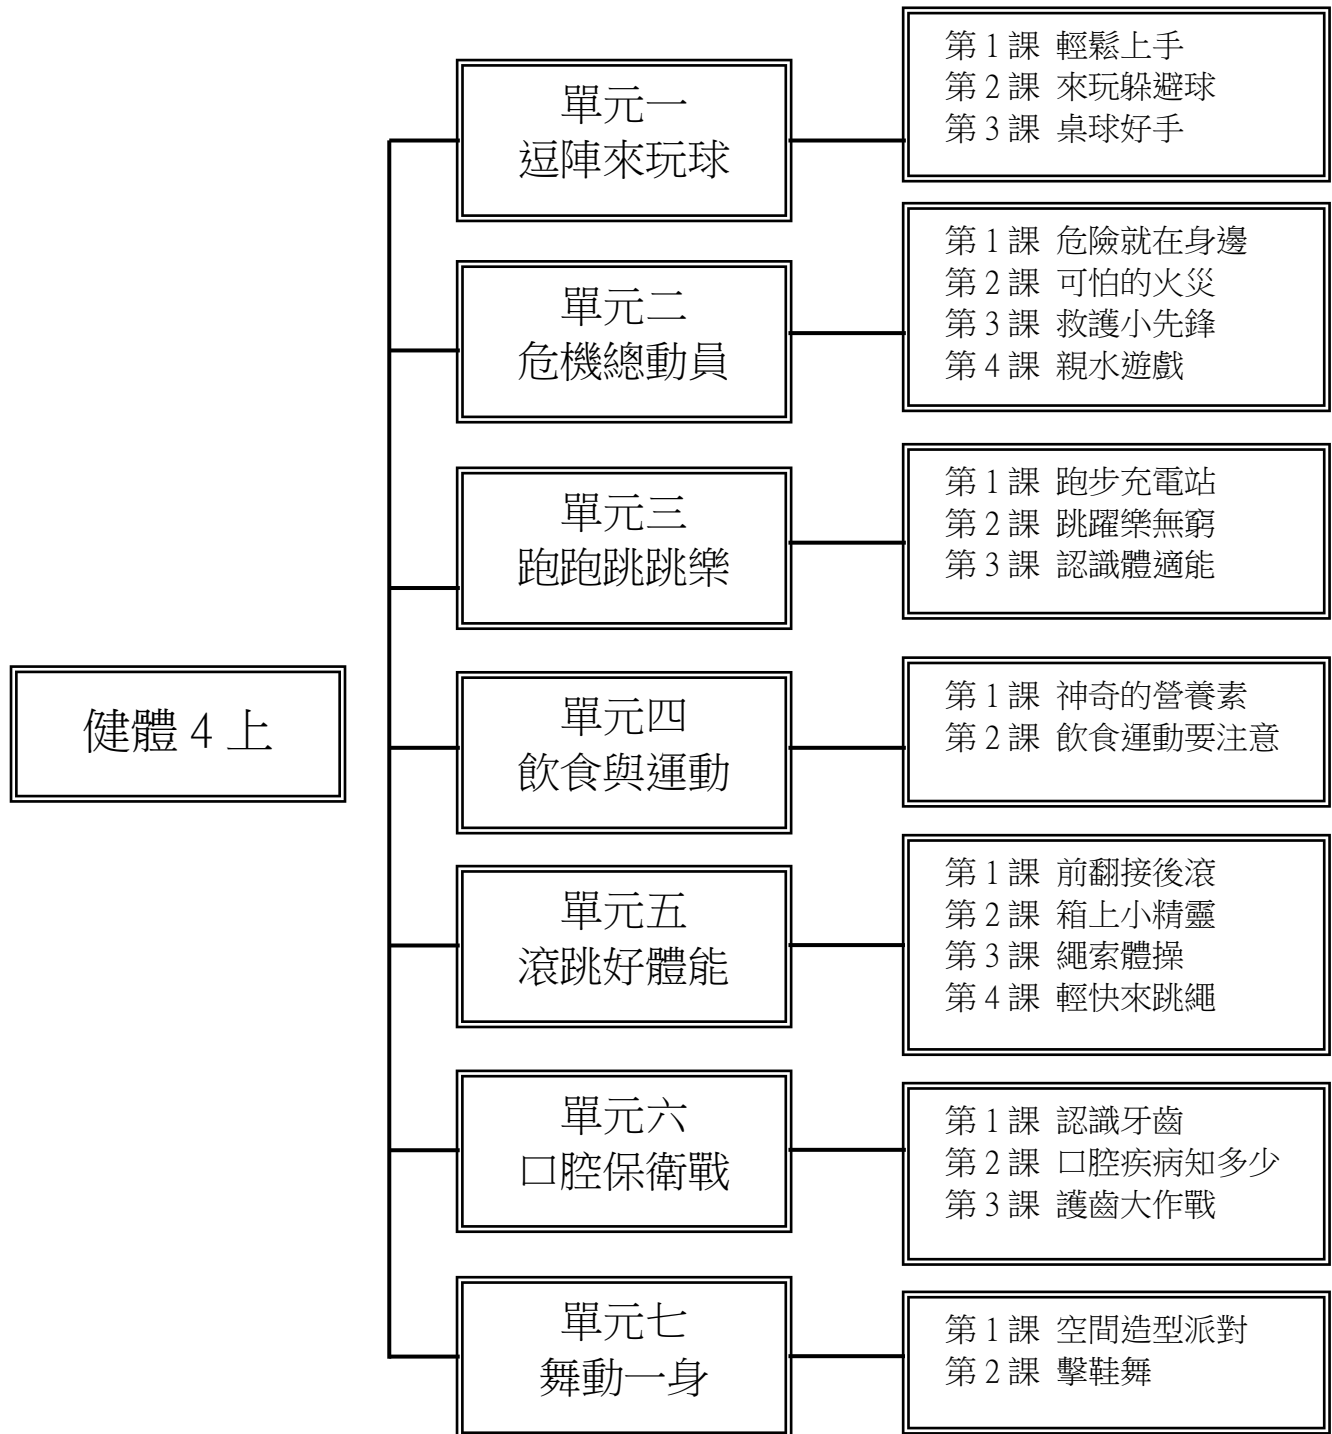 健體 4 上
單元一
逗陣來玩球
第 1 課 輕鬆上手
第 2 課 來玩躲避球
第 3 課 桌球好手
單元二
危機總動員
第 1 課 危險就在身邊
第 2 課 可怕的火災
第 3 課 救護小先鋒
第 4 課 親水遊戲
單元三
跑跑跳跳樂
第 1 課 跑步充電站
第 2 課 跳躍樂無窮
第 3 課 認識體適能
單元四
飲食與運動
第 1 課 神奇的營養素
第 2 課 飲食運動要注意
單元五
滾跳好體能
第 1 課 前翻接後滾
第 2 課 箱上小精靈
第 3 課 繩索體操
第 4 課 輕快來跳繩
單元六
口腔保衛戰
第 1 課 認識牙齒
第 2 課 口腔疾病知多少
第 3 課 護齒大作戰
單元七
舞動一身
第 1 課 空間造型派對
第 2 課 擊鞋舞